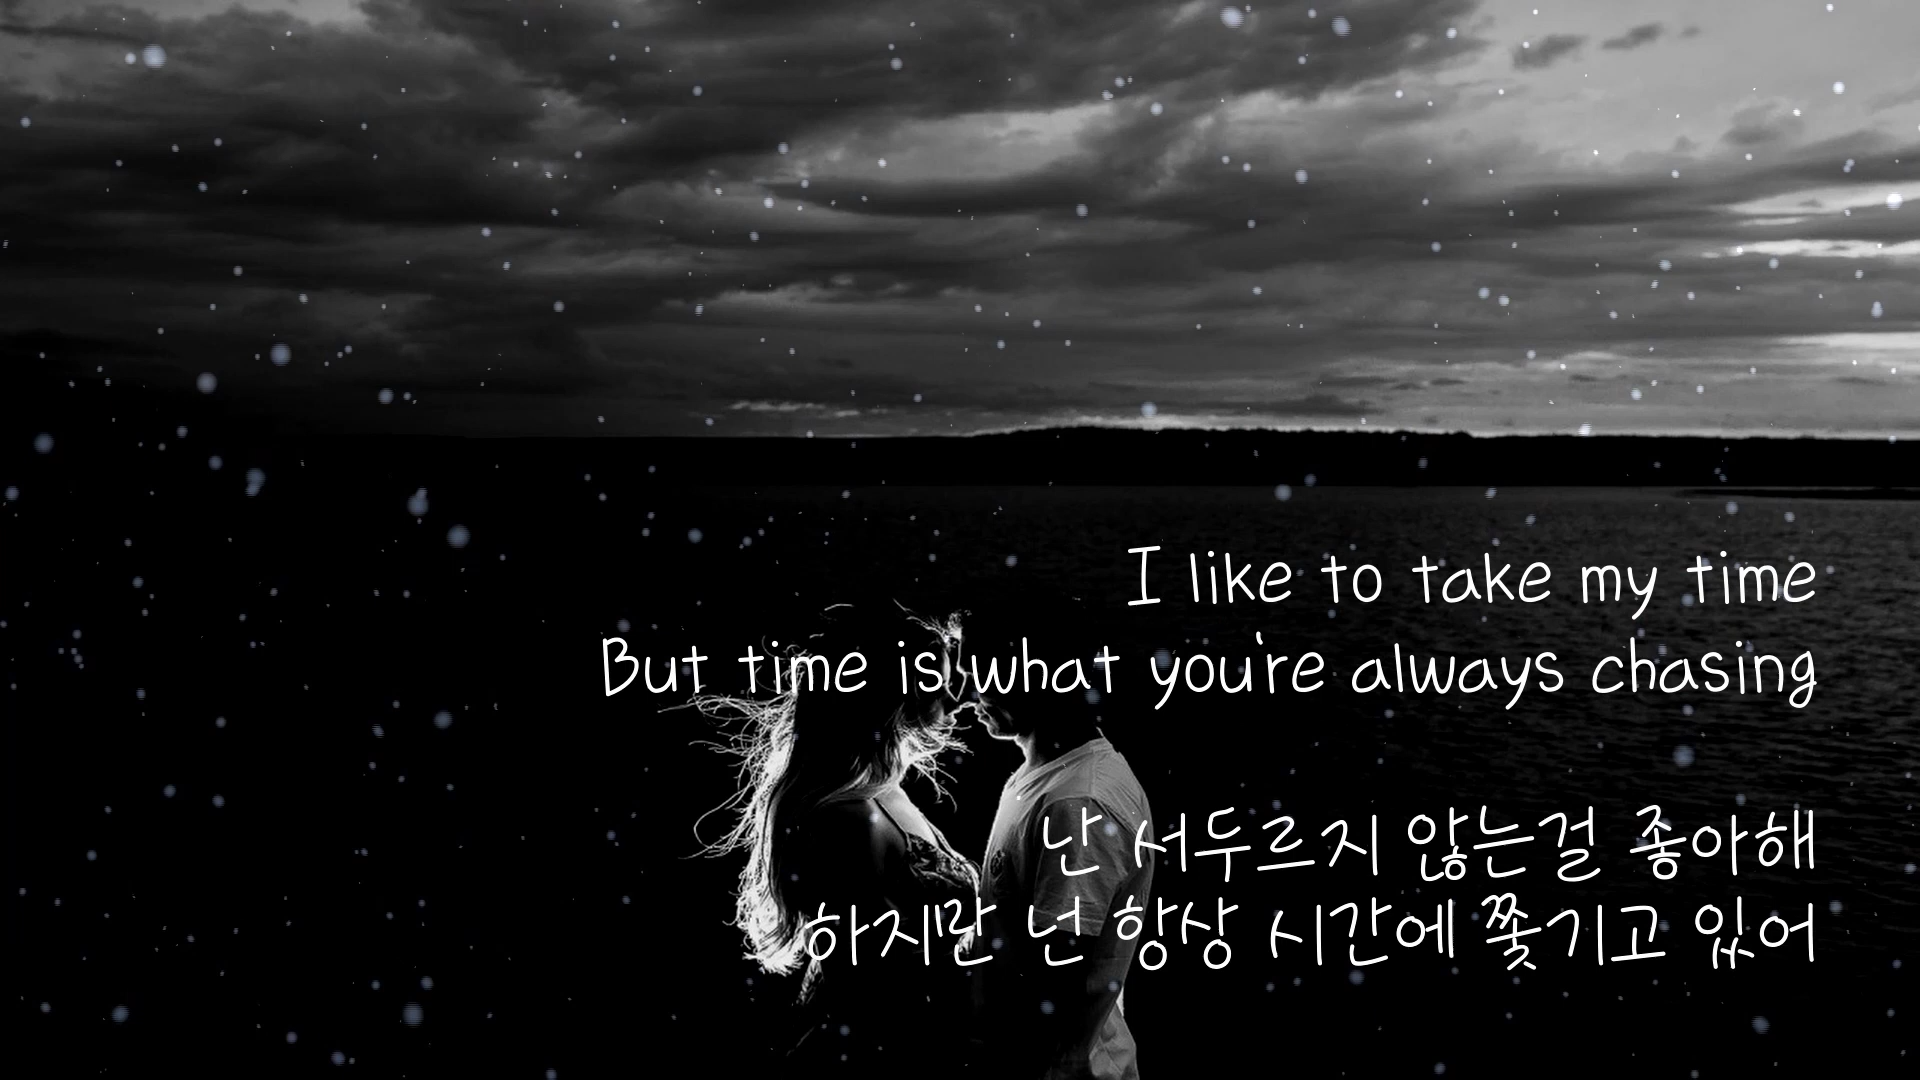 I like to take my time
But time is what you're always chasing
난 서두르지 않는걸 좋아해
하지란 넌 항상 시간에 쫓기고 있어